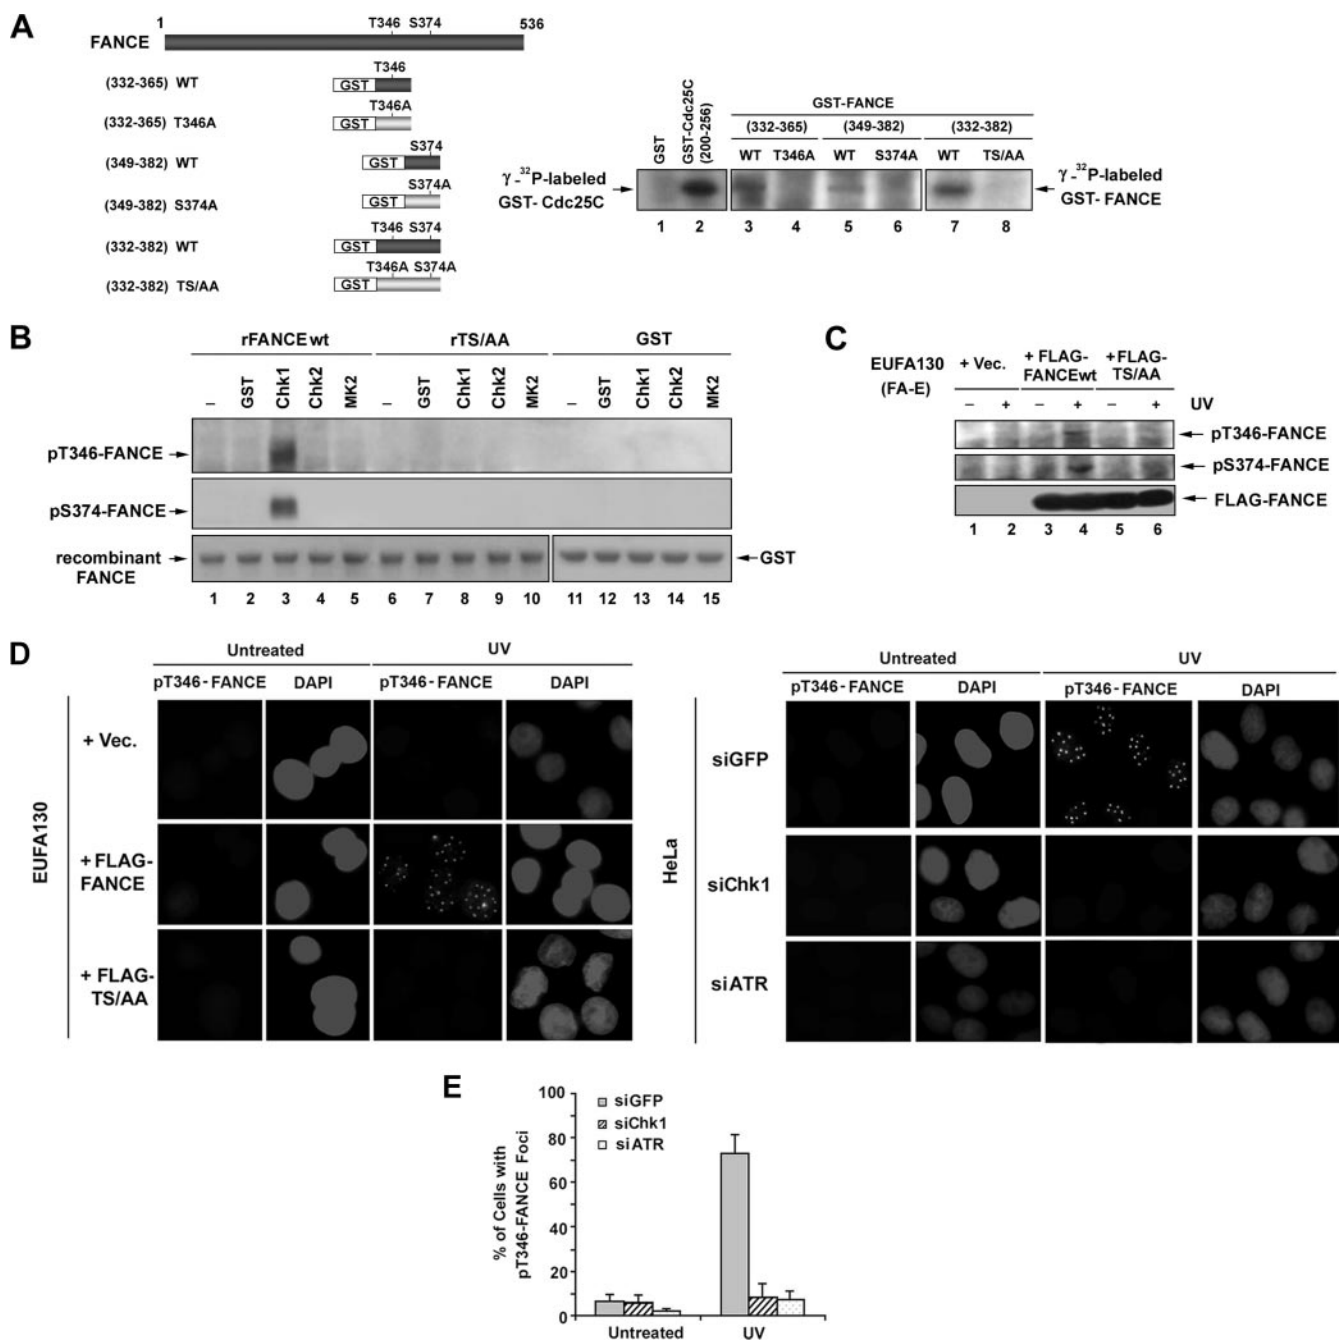 A
1 T346 S374 536
FANCE
(332-365) WT GST T346
(332-365) T346A GST T346A
(349-382) WT GST S374
(349-382) S374A GST S374A
(332-382) WT GST T346 S374
(332-382) TS/AA GST T346A S374A
GST
GST-Cdc25C
(200-256)
GST-FANCE
(332-365) (349-382) (332-382)
WT T346A WT S374A WT TS/AA
γ-³²P-labeled
GST- Cdc25C
γ-³²P-labeled
GST- FANCE
1 2 3 4 5 6 7 8
B
rFANCEwt rTS/AA GST
– GST Chk1 Chk2 MK2 – GST Chk1 Chk2 MK2 – GST Chk1 Chk2 MK2
pT346-FANCE
pS374-FANCE
recombinant
FANCE
GST
1 2 3 4 5 6 7 8 9 10 11 12 13 14 15
C
EUFA130
(FA-E)
+ Vec.
+ FLAG-
FANCEwt
+ FLAG-
TS/AA
– + – + – + UV
pT346-FANCE
pS374-FANCE
FLAG-FANCE
1 2 3 4 5 6
D
Untreated UV
pT346-FANCE DAPI pT346-FANCE DAPI
EUFA130
+ Vec.
+ FLAG-
FANCE
+ FLAG-
TS/AA
Untreated UV
pT346-FANCE DAPI pT346-FANCE DAPI
HeLa
siGFP
siChk1
siATR
E
% of Cells with
pT346-FANCE Foci
100
80
60
40
20
0
siGFP
siChk1
siATR
Untreated UV